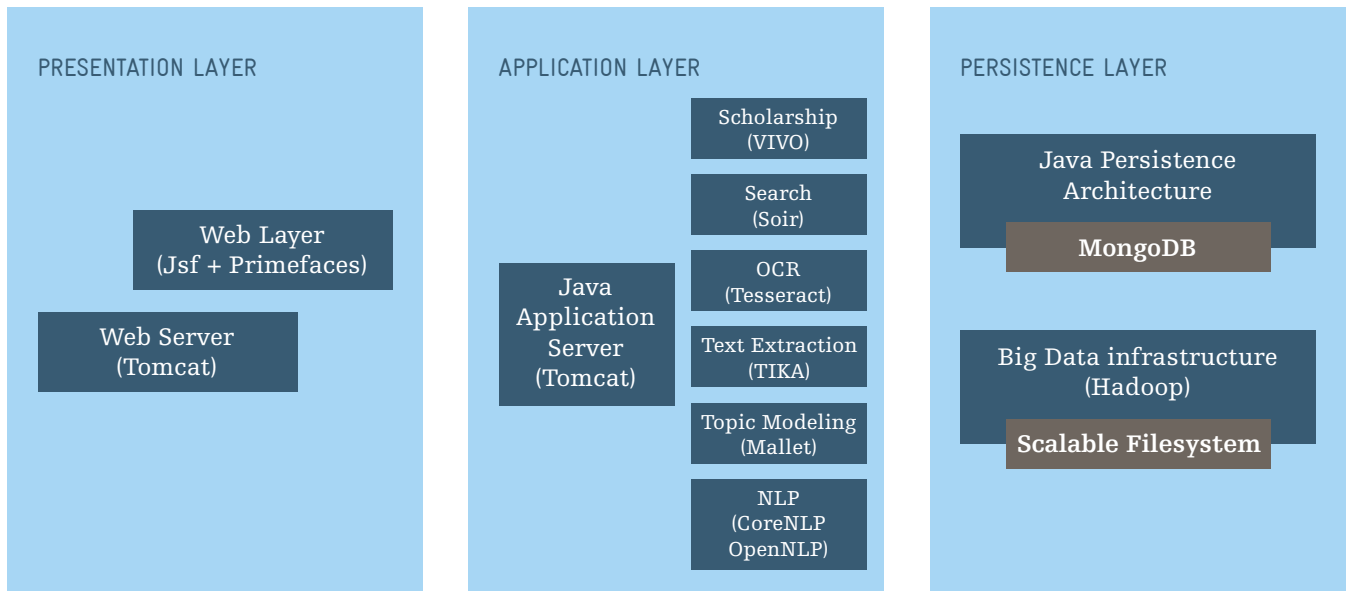 PRESENTATION LAYER
Web Layer
(Jsf + Primefaces)
Web Server
(Tomcat)
APPLICATION LAYER
Java
Application
Server
(Tomcat)
Scholarship
(VIVO)
Search
(Soir)
OCR
(Tesseract)
Text Extraction
(TIKA)
Topic Modeling
(Mallet)
NLP
(CoreNLP
OpenNLP)
PERSISTENCE LAYER
Java Persistence
Architecture
MongoDB
Big Data infrastructure
(Hadoop)
Scalable Filesystem